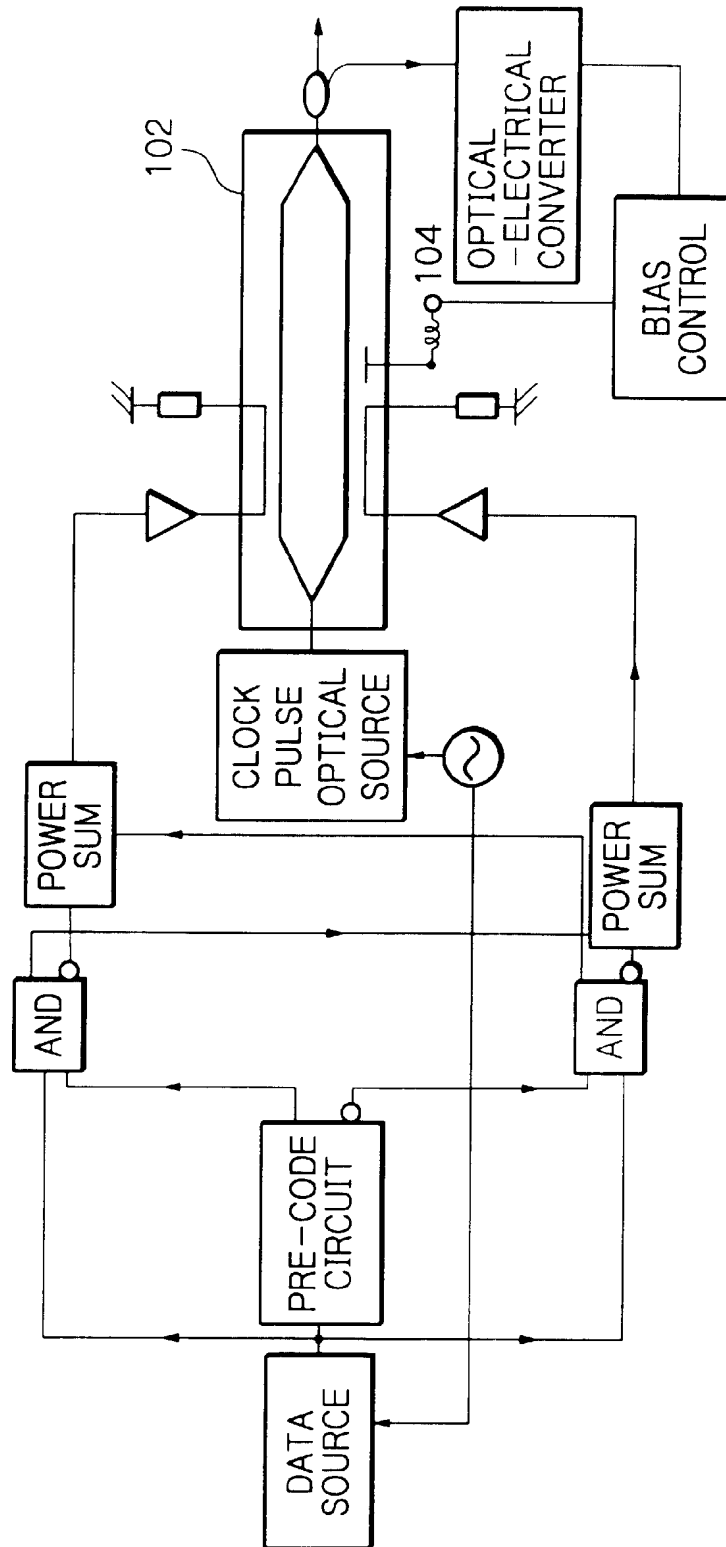 DATA
SOURCE
PRE-CODE
CIRCUIT
AND
AND
POWER
SUM
POWER
SUM
CLOCK
PULSE
OPTICAL
SOURCE
102
104
OPTICAL
-ELECTRICAL
CONVERTER
BIAS
CONTROL